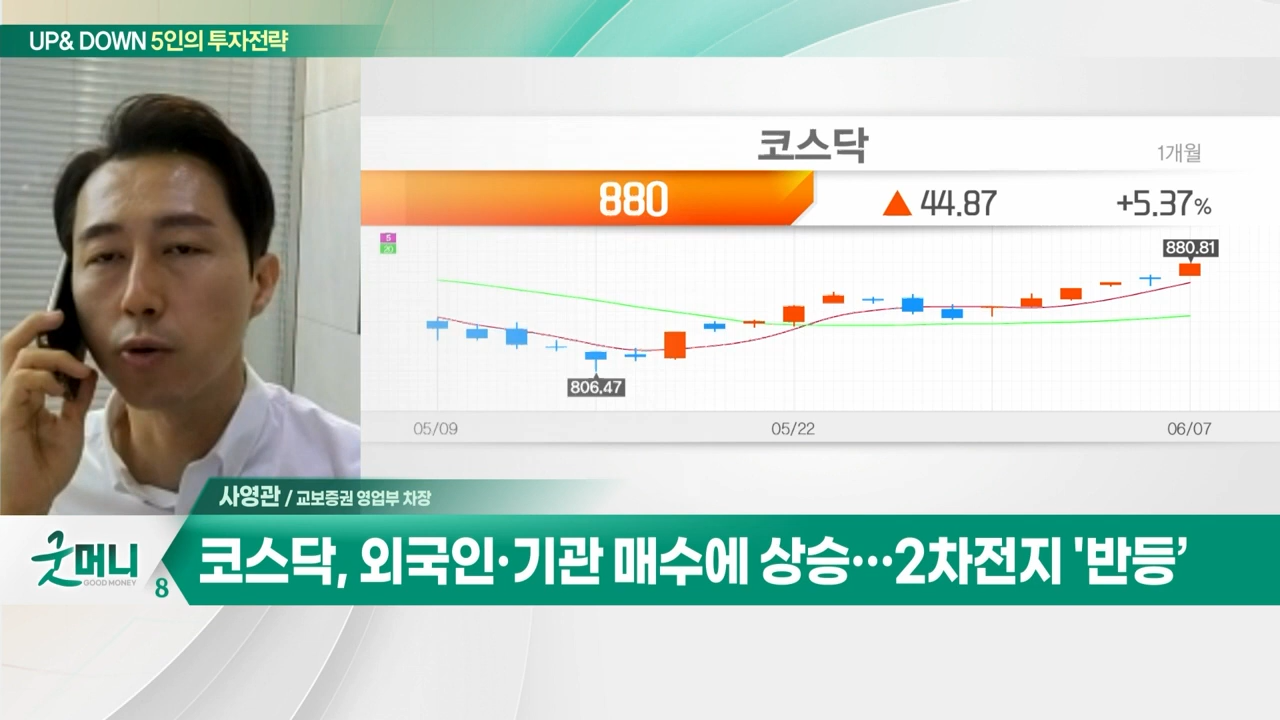 UP& DOWN 5인의 투자전략
코스닥
1개월
880
▲ 44.87
+5.37%
5
20
880.81
806.47
05/09
05/22
06/07
사영관 / 교보증권 영업부 차장
굿머니
GOOD MONEY
8
코스닥, 외국인·기관 매수에 상승…2차전지 '반등’